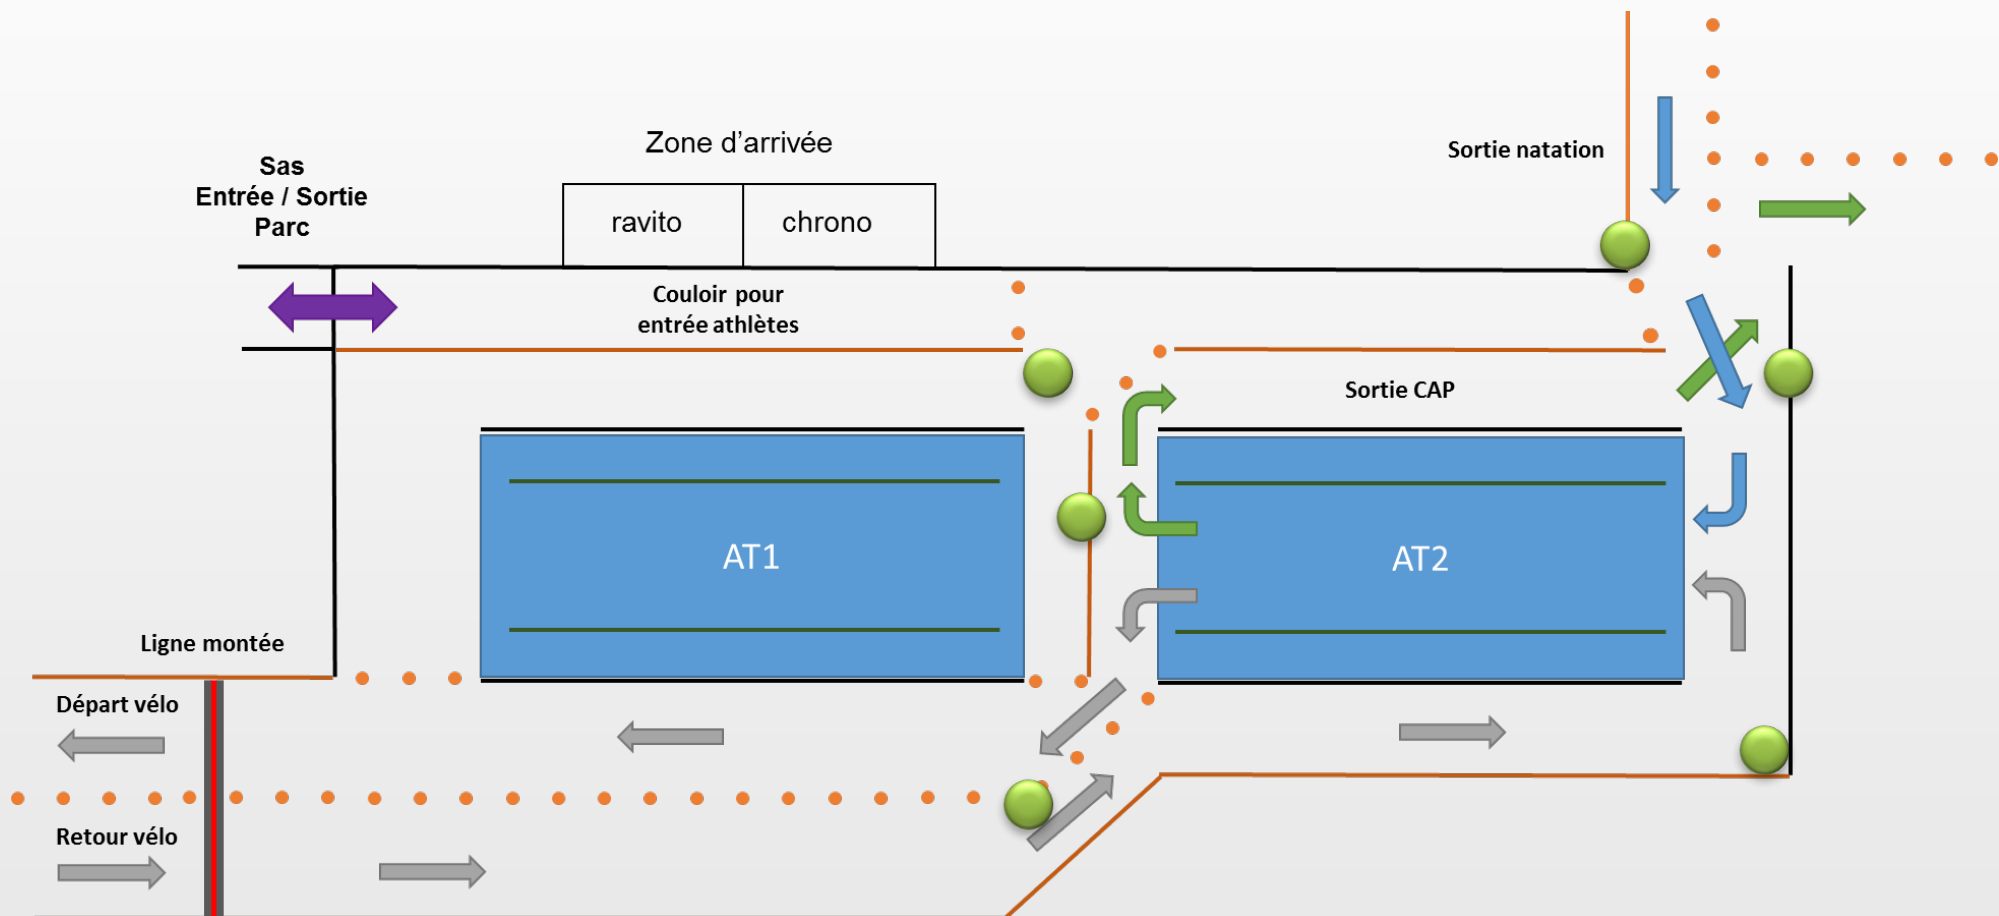 Zone d’arrivée
Sortie natation
Sas
Entrée / Sortie
Parc
ravito
chrono
Couloir pour
entrée athlètes
Sortie CAP
AT1
AT2
Ligne montée
Départ vélo
Retour vélo